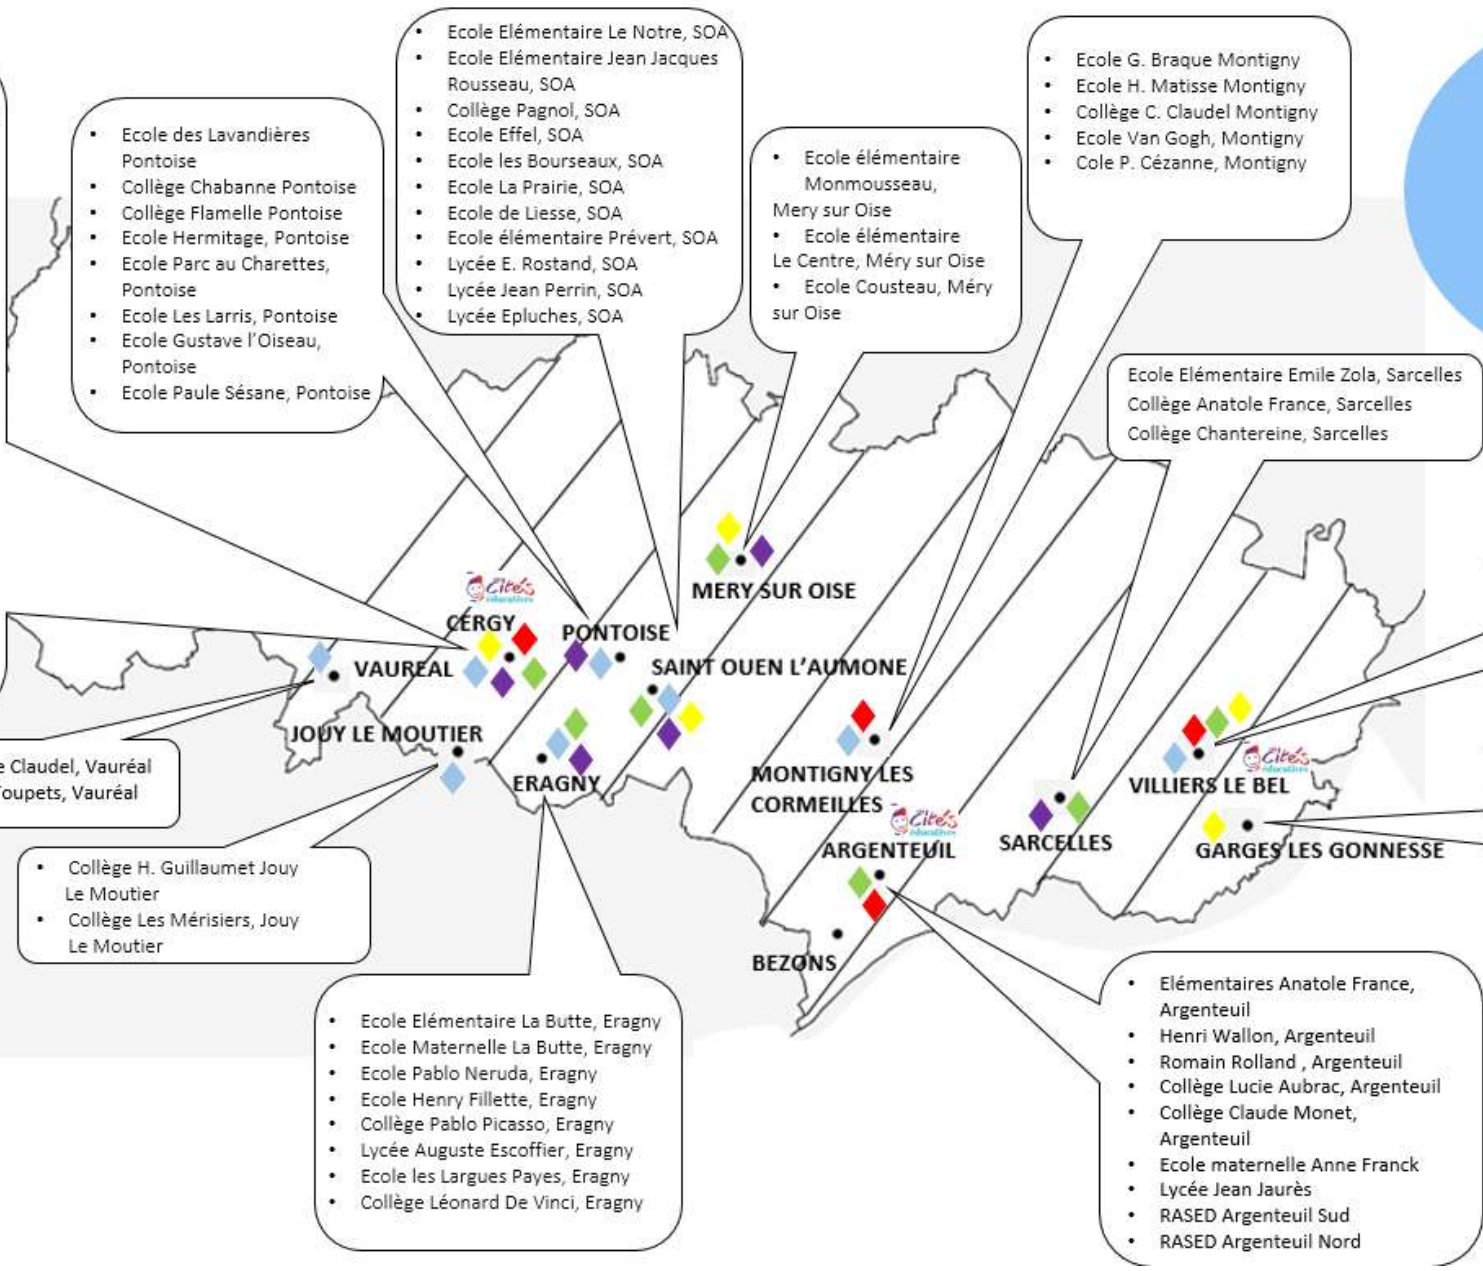 • Ecole des Lavandières
Pontoise
• Collège Chabanne Pontoise
• Collège Flamelle Pontoise
• Ecole Hermitage, Pontoise
• Ecole Parc au Charettes,
Pontoise
• Ecole Les Larris, Pontoise
• Ecole Gustave l'Oiseau,
Pontoise
• Ecole Paule Sésane, Pontoise
• Ecole Elémentaire Le Notre, SOA
• Ecole Elémentaire Jean Jacques
Rousseau, SOA
• Collège Pagnol, SOA
• Ecole Effel, SOA
• Ecole les Bourseaux, SOA
• Ecole La Prairie, SOA
• Ecole de Liesse, SOA
• Ecole élémentaire Prévert, SOA
• Lycée E. Rostand, SOA
• Lycée Jean Perrin, SOA
• Lycée Epluches, SOA
• Ecole élémentaire
Monmousseau,
Mery sur Oise
• Ecole élémentaire
Le Centre, Méry sur Oise
• Ecole Cousteau, Méry
sur Oise
• Ecole G. Braque Montigny
• Ecole H. Matisse Montigny
• Collège C. Claudel Montigny
• Ecole Van Gogh, Montigny
• Cole P. Cézanne, Montigny
Ecole Elémentaire Emile Zola, Sarcelles
Collège Anatole France, Sarcelles
Collège Chantereine, Sarcelles
MERY SUR OISE
Cités
éducatives
CERGY
PONTOISE
VAUREAL
SAINT OUEN L'AUMONE
JOUY LE MOUTIER
ERAGNY
MONTIGNY LES
CORMEILLES
Cités
éducatives
VILLIERS LE BEL
Cités
éducatives
ARGENTEUIL
SARCELLES
GARGES LES GONNESSE
BEZONS
e Claudel, Vauréal
oupets, Vauréal
• Collège H. Guillaumet Jouy
Le Moutier
• Collège Les Mérisiers, Jouy
Le Moutier
• Ecole Elémentaire La Butte, Eragny
• Ecole Maternelle La Butte, Eragny
• Ecole Pablo Neruda, Eragny
• Ecole Henry Fillette, Eragny
• Collège Pablo Picasso, Eragny
• Lycée Auguste Escoffier, Eragny
• Ecole les Largues Payes, Eragny
• Collège Léonard De Vinci, Eragny
• Elémentaires Anatole France,
Argenteuil
• Henri Wallon, Argenteuil
• Romain Rolland , Argenteuil
• Collège Lucie Aubrac, Argenteuil
• Collège Claude Monet,
Argenteuil
• Ecole maternelle Anne Franck
• Lycée Jean Jaurès
• RASED Argenteuil Sud
• RASED Argenteuil Nord